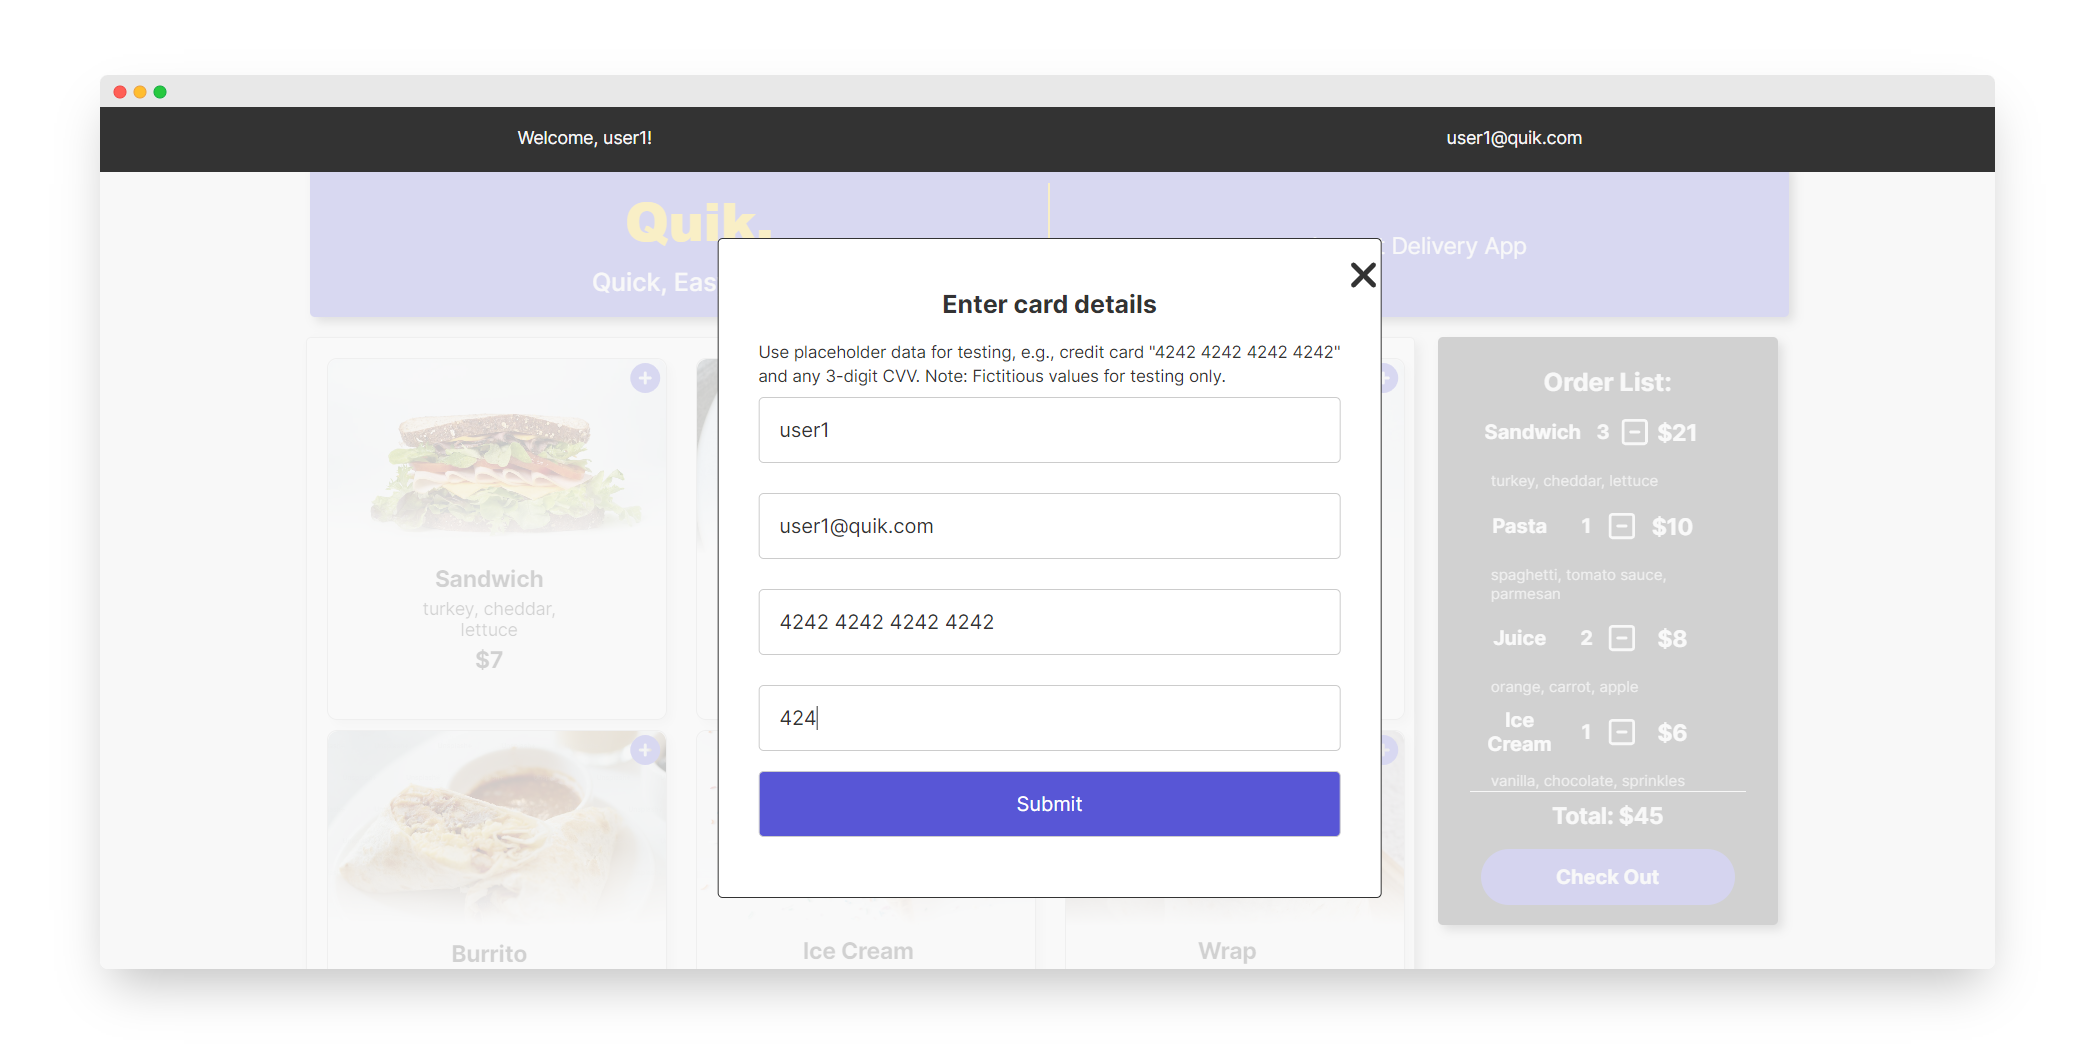 Welcome, user1!
user1@quik.com
Quik.
Quick, Eas
Delivery App
Enter card details
Use placeholder data for testing, e.g., credit card "4242 4242 4242 4242"
and any 3-digit CVV. Note: Fictitious values for testing only.
user1
user1@quik.com
4242 4242 4242 4242
424
Submit
Sandwich
turkey, cheddar,
lettuce
$7
Burrito
Ice Cream
Wrap
Order List:
Sandwich 3 $21
turkey, cheddar, lettuce
Pasta 1 $10
spaghetti, tomato sauce,
parmesan
Juice 2 $8
orange, carrot, apple
Ice
Cream 1 $6
vanilla, chocolate, sprinkles
Total: $45
Check Out